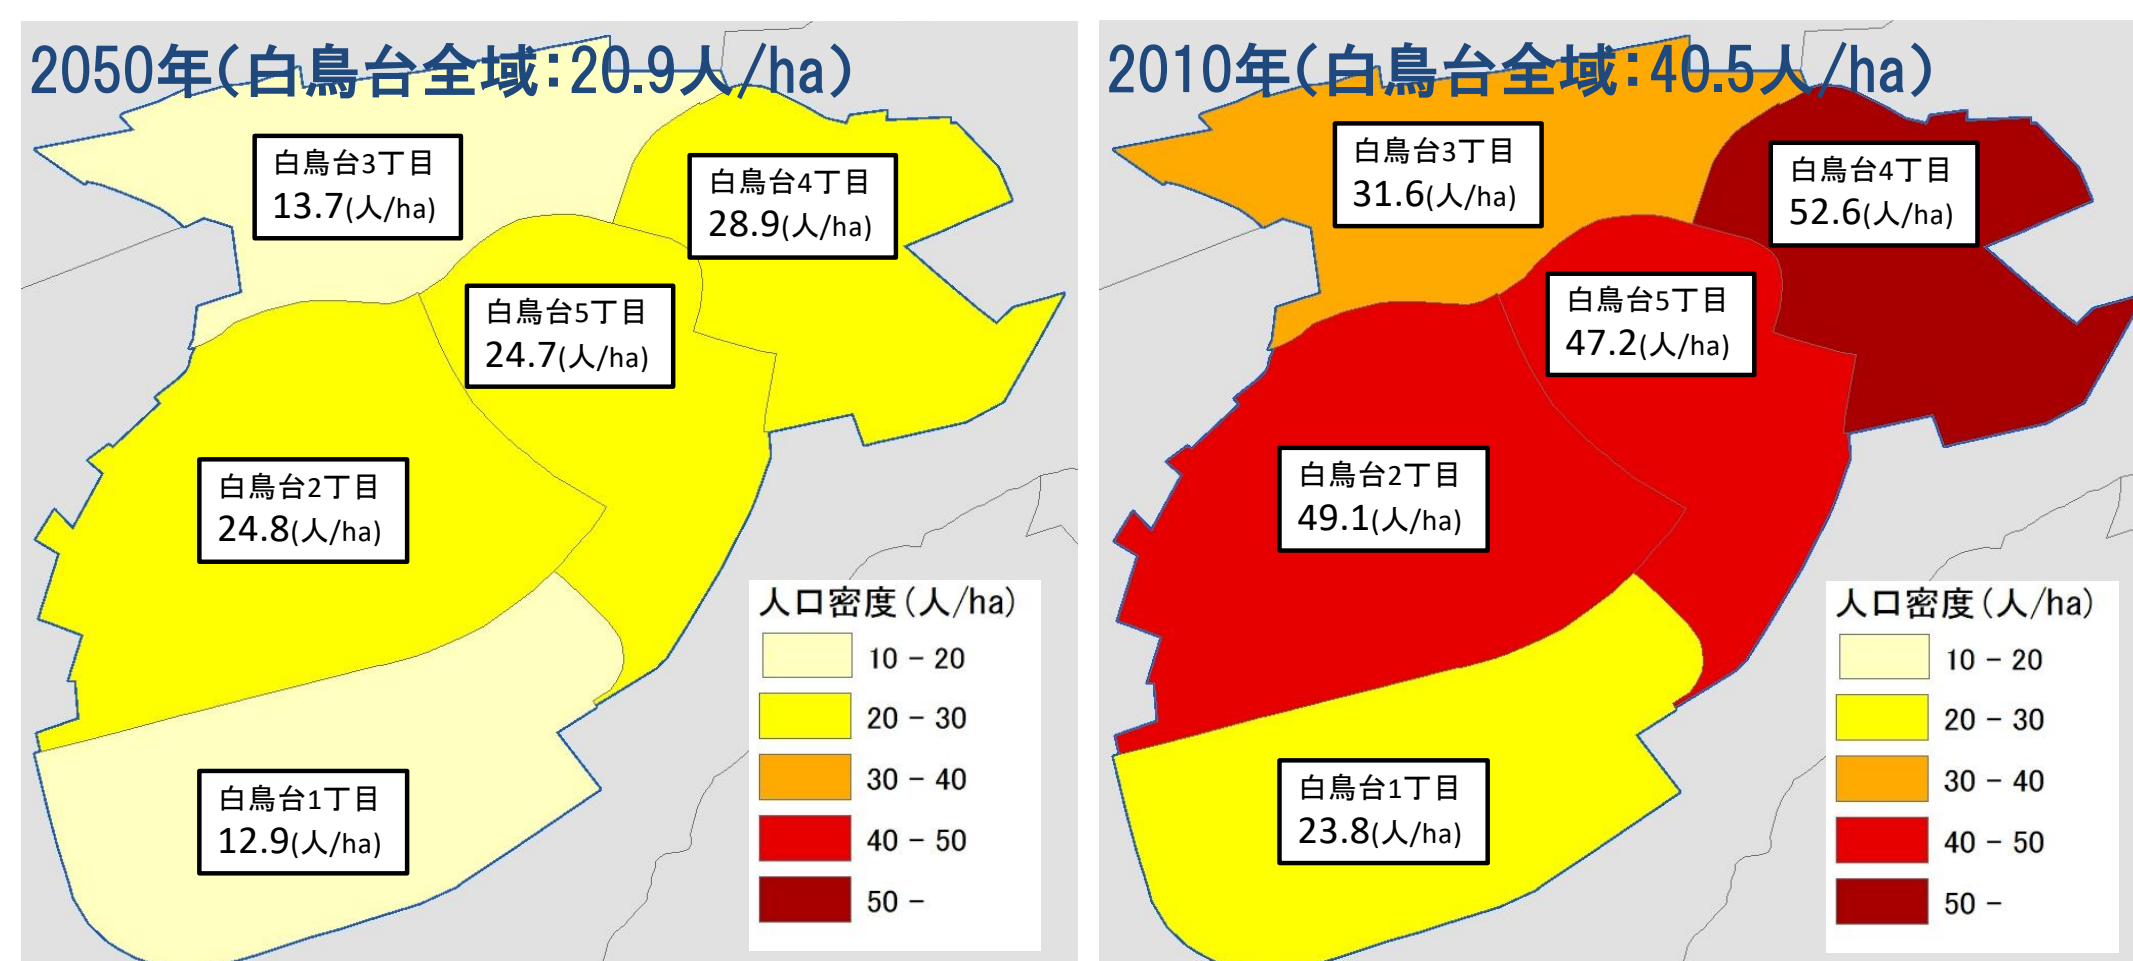 2050年(白鳥台全域:20.9人/ha)
白鳥台3丁目
13.7(人/ha)
白鳥台4丁目
28.9(人/ha)
白鳥台5丁目
24.7(人/ha)
白鳥台2丁目
24.8(人/ha)
白鳥台1丁目
12.9(人/ha)
人口密度(人/ha)
10 - 20
20 - 30
30 - 40
40 - 50
50 -
2010年(白鳥台全域:40.5人/ha)
白鳥台3丁目
31.6(人/ha)
白鳥台4丁目
52.6(人/ha)
白鳥台5丁目
47.2(人/ha)
白鳥台2丁目
49.1(人/ha)
白鳥台1丁目
23.8(人/ha)
人口密度(人/ha)
10 - 20
20 - 30
30 - 40
40 - 50
50 -